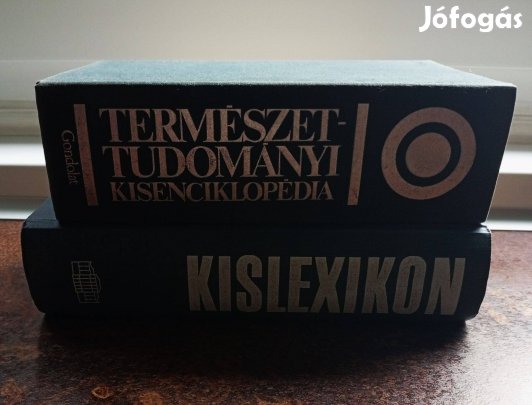 Jófogás
Gondolat
TERMÉSZET-
TUDOMÁNYI
KISENCIKLOPÉDIA
KISLEXIKON